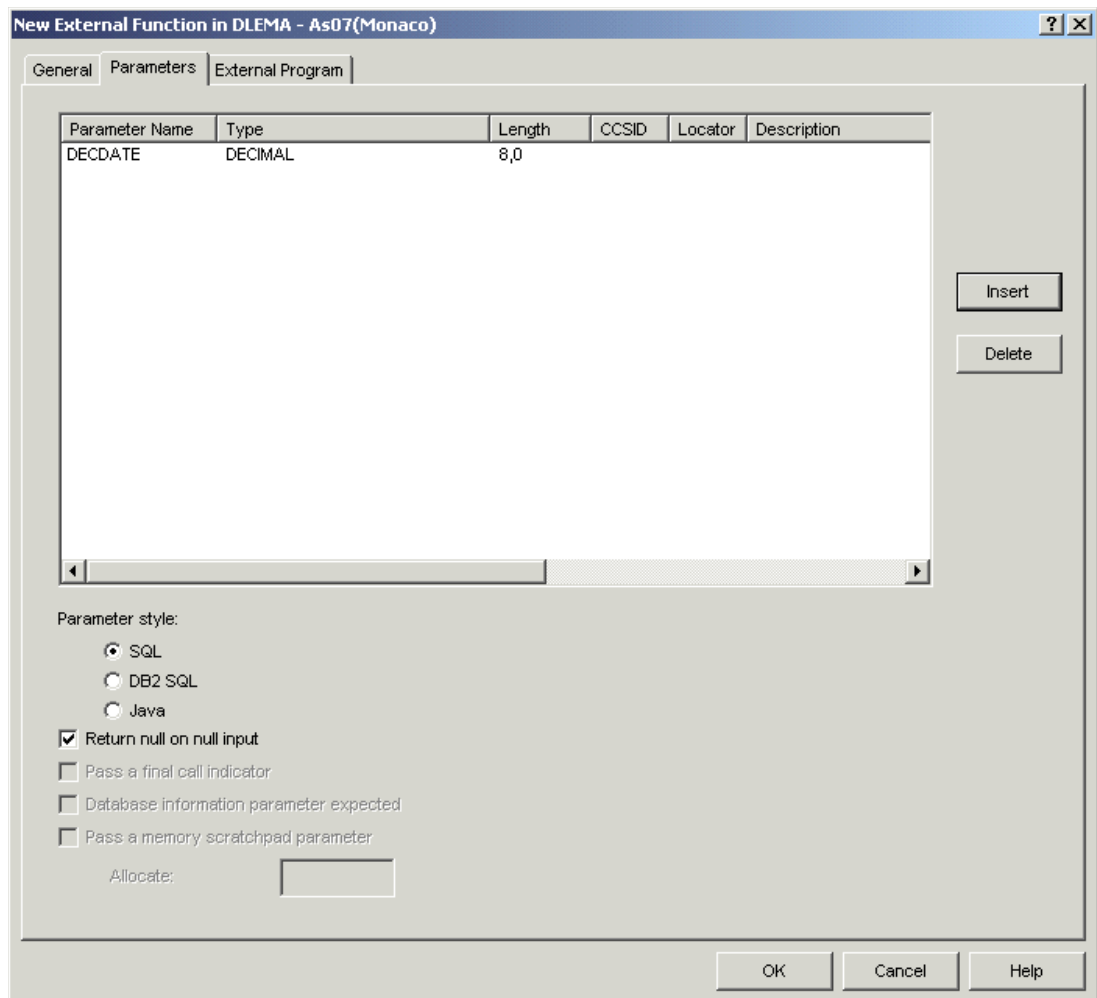 New External Function in DLEMA - As07(Monaco)
General Parameters External Program
Parameter Name Type Length CCSID Locator Description
DECDATE DECIMAL 8,0
Insert
Delete
Parameter style:
SQL
DB2 SQL
Java
Return null on null input
Pass a final call indicator
Database information parameter expected
Pass a memory scratchpad parameter
Allocate:
OK Cancel Help